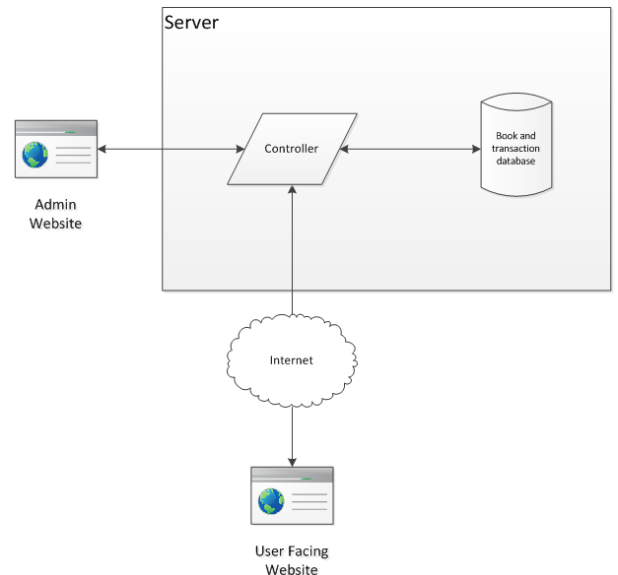 Server
Controller
Book and
transaction
database
Admin
Website
Internet
User Facing
Website